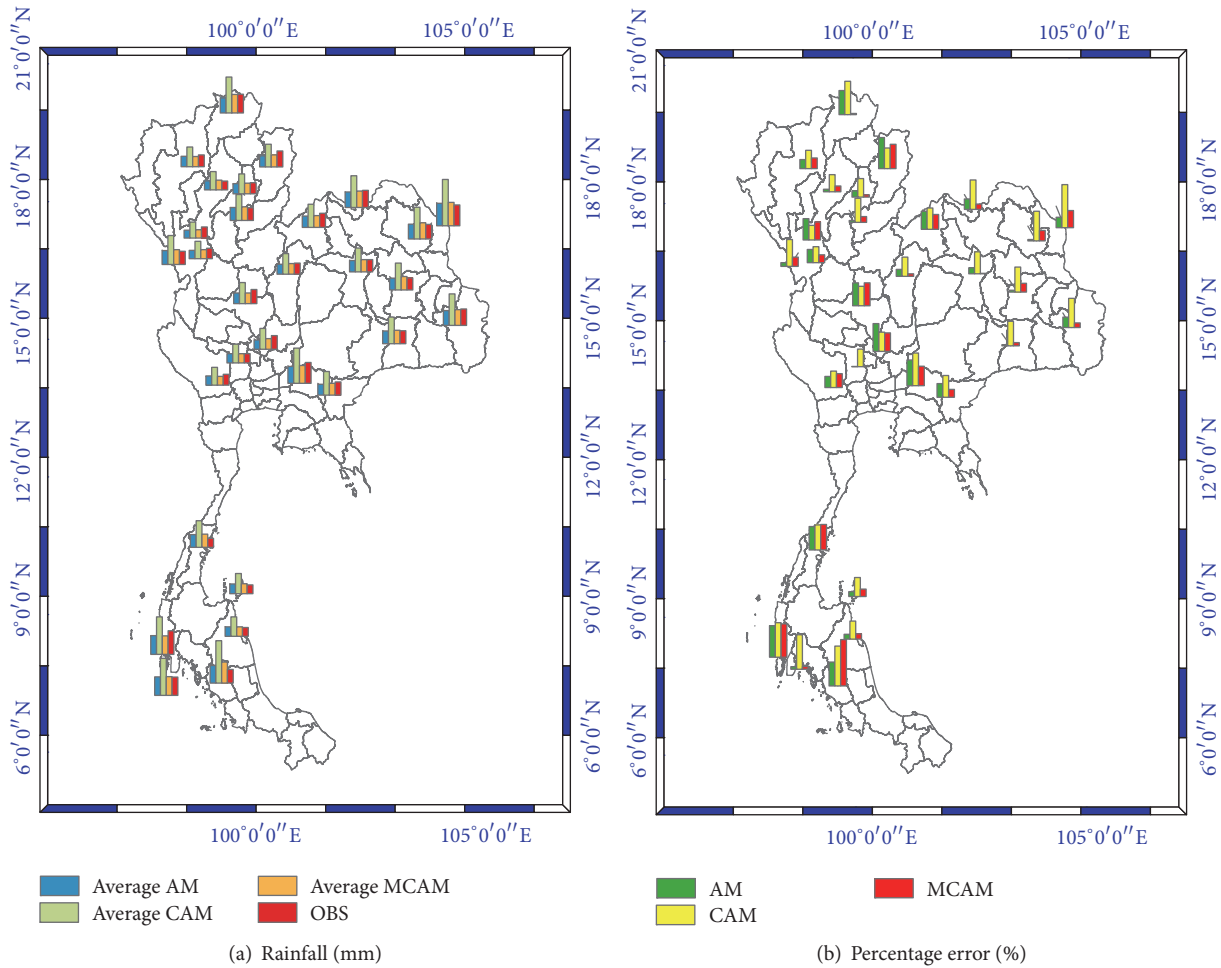 100°0′0″E 105°0′0″E
21°0′0″N
18°0′0″N 18°0′0″N
15°0′0″N 15°0′0″N
12°0′0″N 12°0′0″N
9°0′0″N 9°0′0″N
6°0′0″N 6°0′0″N
100°0′0″E 105°0′0″E
Average AM Average MCAM
Average CAM OBS
(a) Rainfall (mm)
100°0′0″E 105°0′0″E
21°0′0″N
18°0′0″N 18°0′0″N
15°0′0″N 15°0′0″N
12°0′0″N 12°0′0″N
9°0′0″N 9°0′0″N
6°0′0″N 6°0′0″N
100°0′0″E 105°0′0″E
AM MCAM
CAM
(b) Percentage error (%)